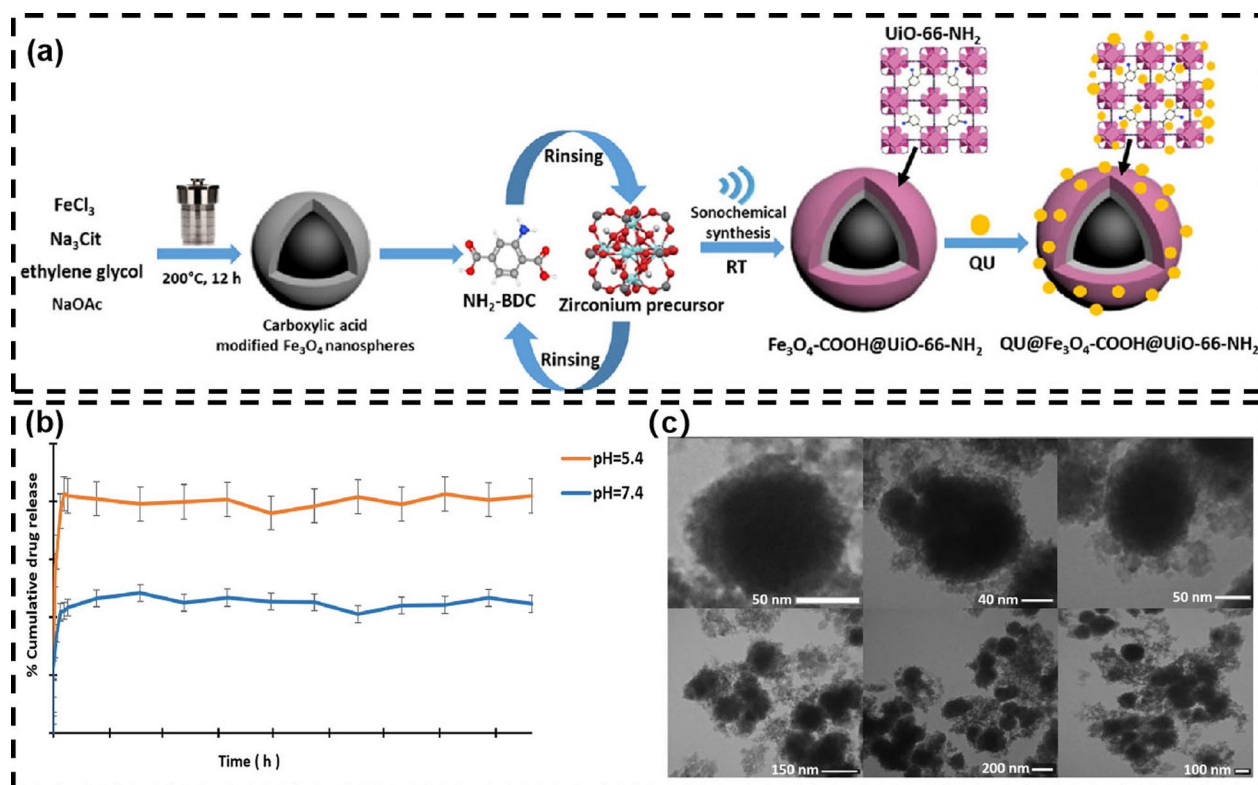 (a)
FeCl₃
Na₃Cit
ethylene glycol
NaOAc
200°C, 12 h
Carboxylic acid
modified Fe₃O₄ nanospheres
Rinsing
NH₂-BDC
Zirconium precursor
Rinsing
Sonochemical
synthesis
RT
UiO-66-NH₂
Fe₃O₄-COOH@UiO-66-NH₂
QU
QU@Fe₃O₄-COOH@UiO-66-NH₂
(b)
% Cumulative drug release
pH=5.4
pH=7.4
Time ( h )
(c)
50 nm
40 nm
50 nm
150 nm
200 nm
100 nm